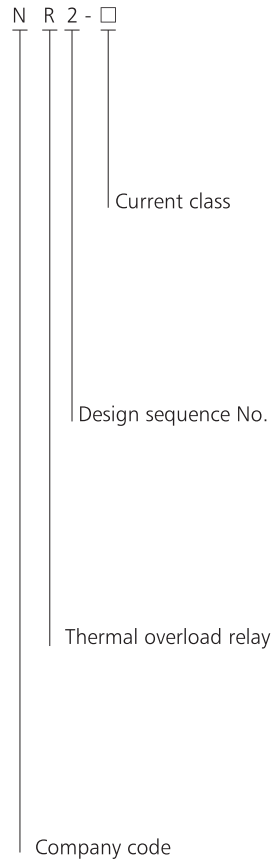 N R 2 - □
Current class
Design sequence No.
Thermal overload relay
Company code